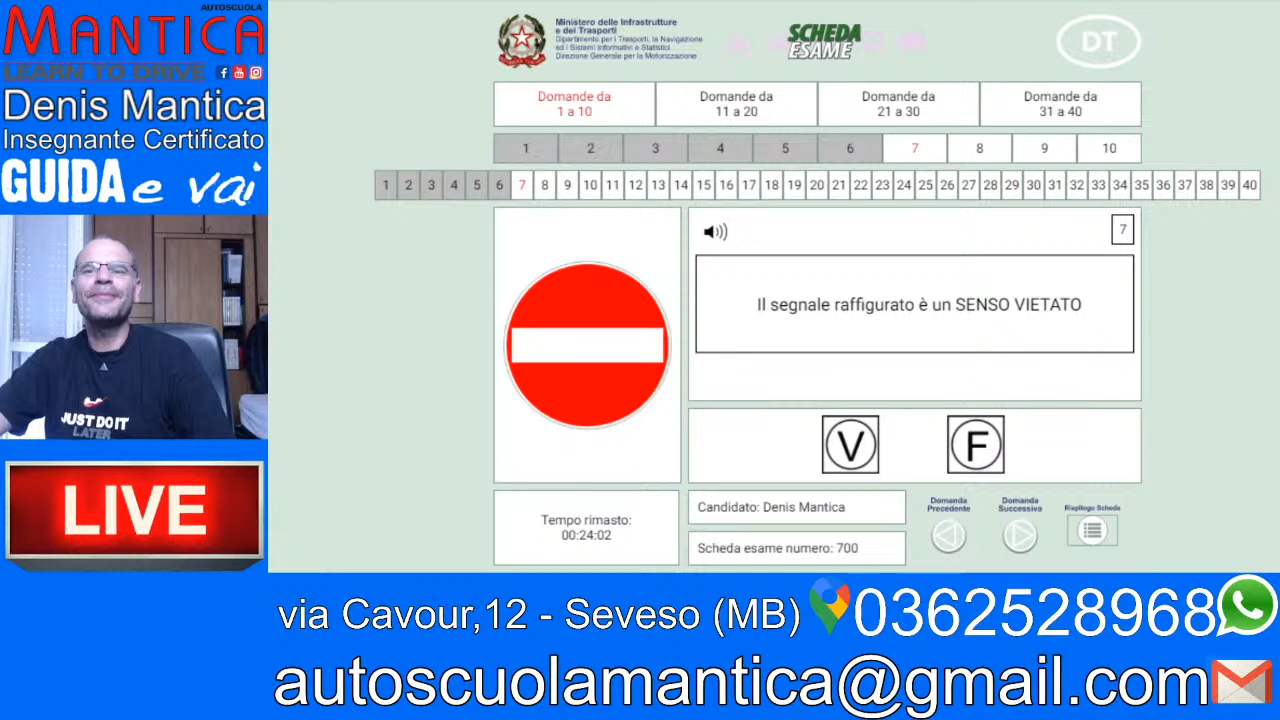 AUTOSCUOLA
MANTICA
LEARN TO DRIVE
Denis Mantica
Insegnante Certificato
GUIDA e vai
JUST DO IT
LATER
LIVE
Ministero delle Infrastrutture
e dei Trasporti
Dipartimento per i Trasporti, la Navigazione
ed i Sistemi Informativi e Statistici
Direzione Generale per la Motorizzazione
SCHEDA
ESAME
DT
Domande da
1 a 10
Domande da
11 a 20
Domande da
21 a 30
Domande da
31 a 40
1 2 3 4 5 6 7 8 9 10
1 2 3 4 5 6 7 8 9 10 11 12 13 14 15 16 17 18 19 20 21 22 23 24 25 26 27 28 29 30 31 32 33 34 35 36 37 38 39 40
7
Il segnale raffigurato è un SENSO VIETATO
V F
Tempo rimasto:
00:24:02
Candidato: Denis Mantica
Scheda esame numero: 700
Domanda
Precedente
Domanda
Successiva
Riepilogo Scheda
via Cavour,12 - Seveso (MB) 0362528968
autoscuolamantica@gmail.com